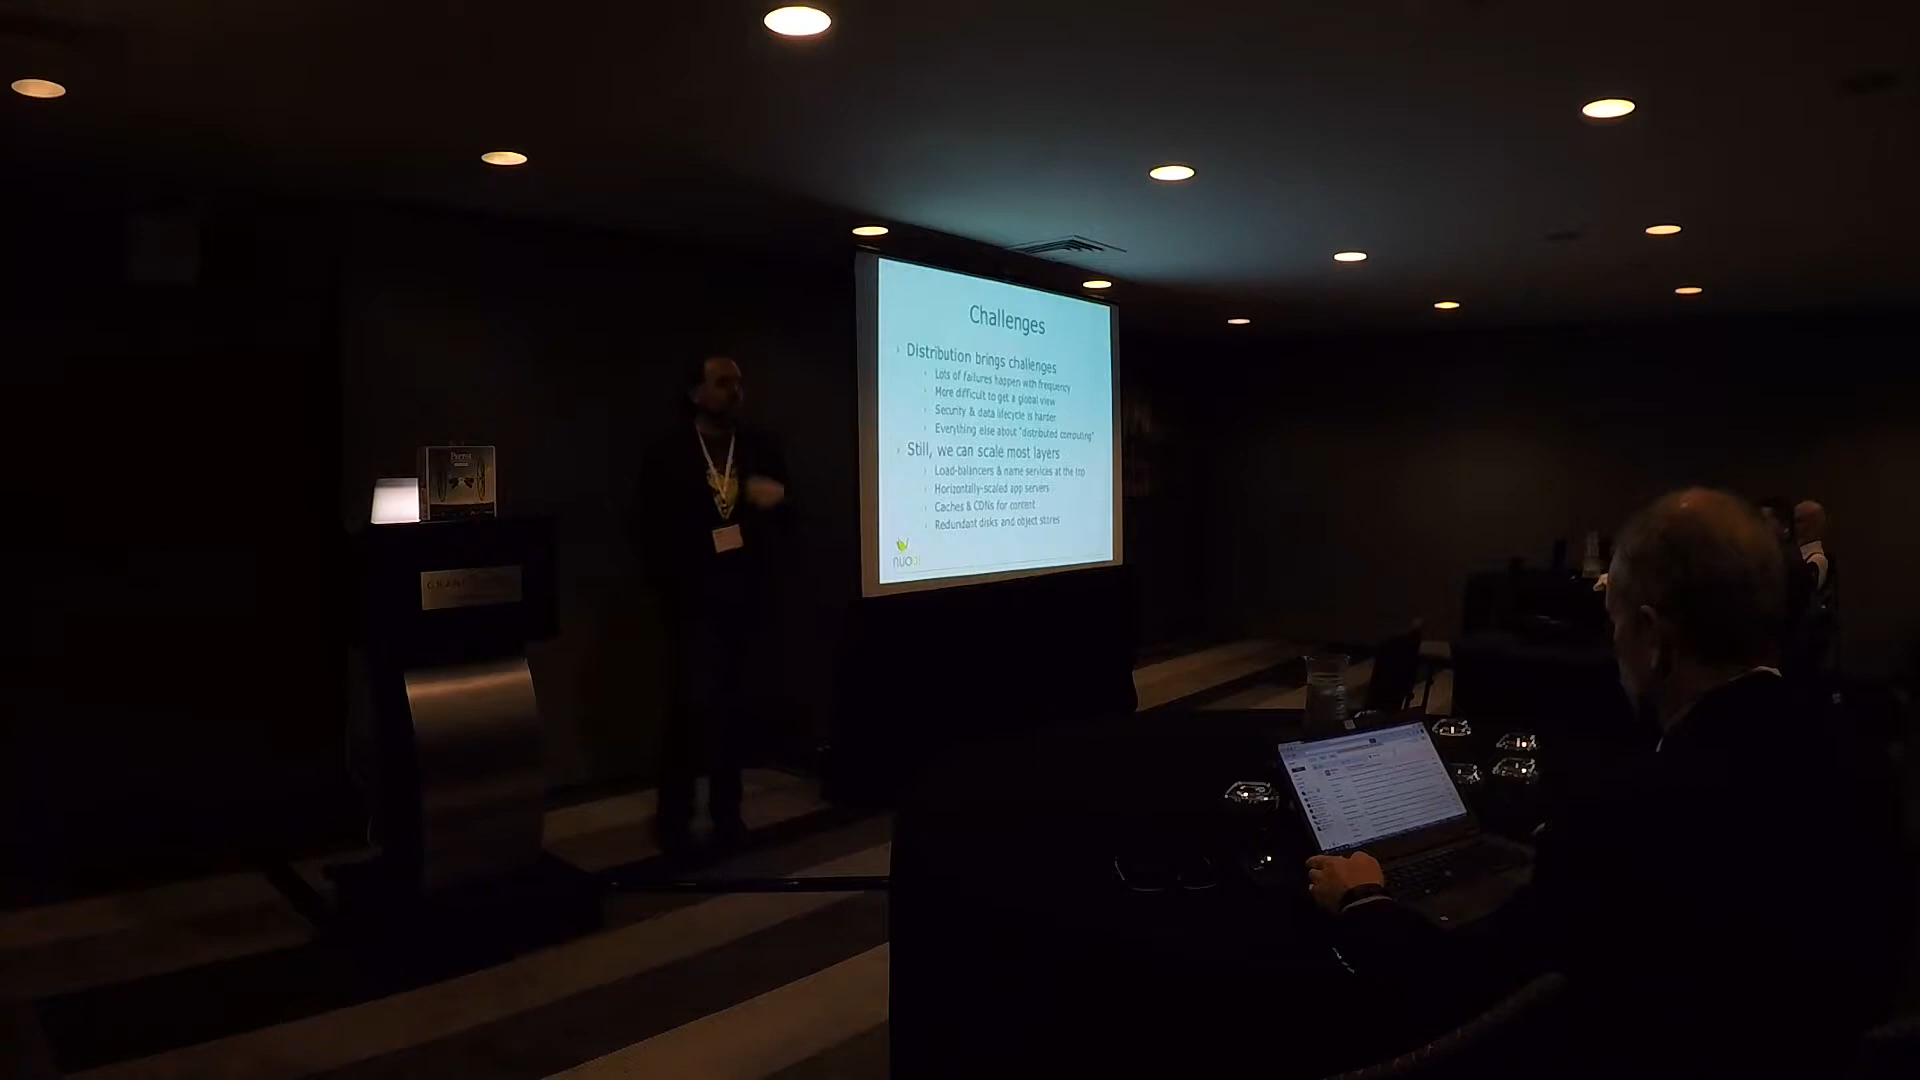 Challenges
Distribution brings challenges
Lots of failures happen with frequency
More difficult to get a global view
Security & data lifecycle is harder
Everything else about "distributed computing"
Still, we can scale most layers
Load-balancers & name services at the top
Horizontally-scaled app servers
Caches & CDNs for content
Redundant disks and object stores
Parrot